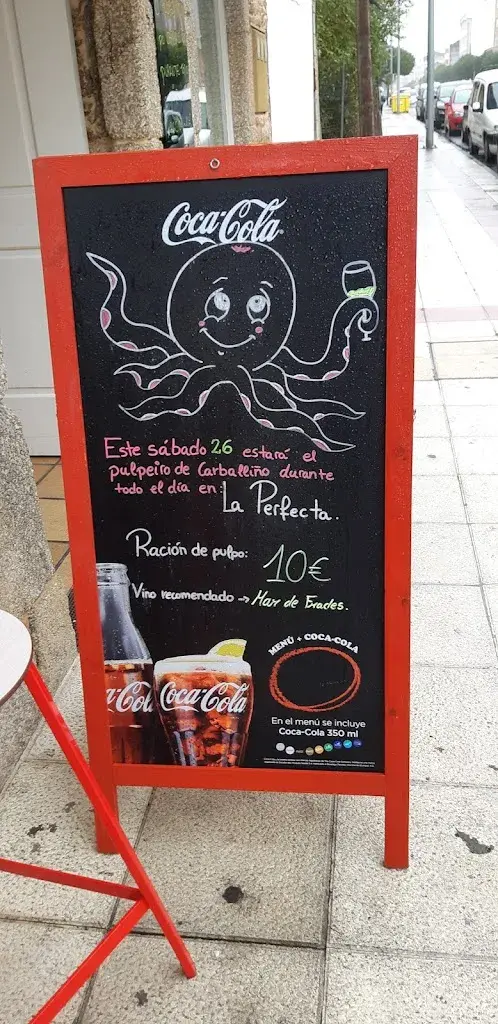 Coca-Cola
Este sábado 26 estará el
pulpeiro de Carballiño durante
todo el día en: La Perfecta.
Ración de pulpo: 10€
Vino recomendado → Mar de Frades.
MENÚ + COCA-COLA
Coca-Cola
Coca-Cola
En el menú se incluye
Coca-Cola 350 ml